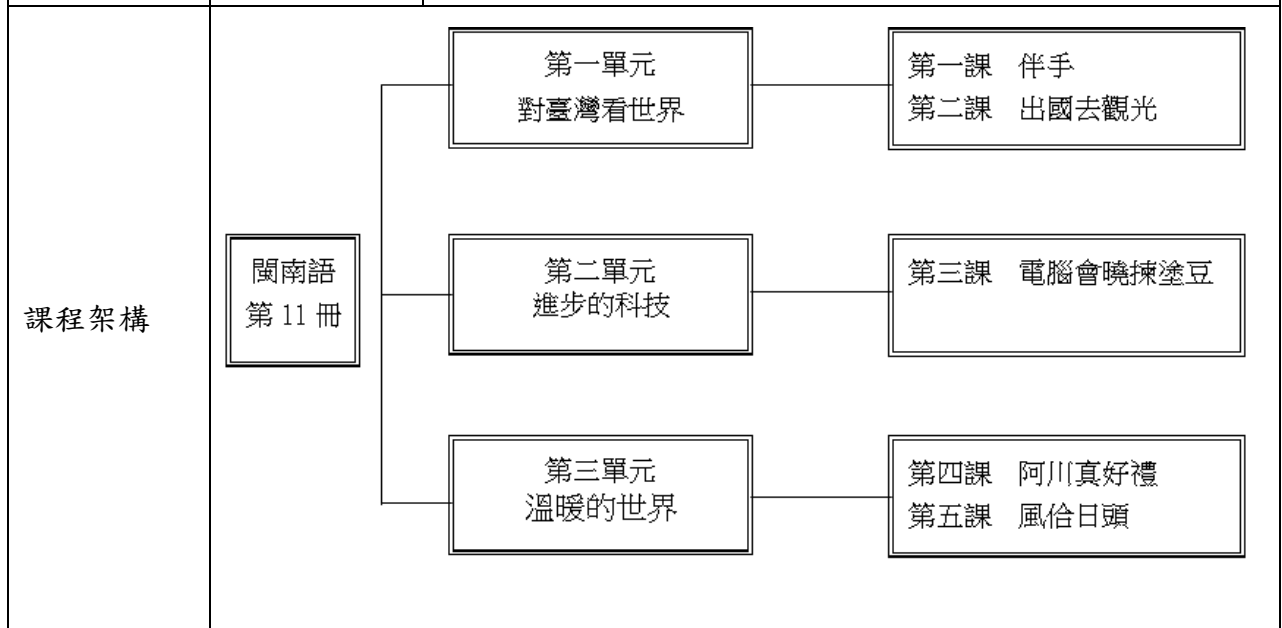 課程架構
閩南語
第 11 冊
第一單元
對臺灣看世界
第一課 伴手
第二課 出國去觀光
第二單元
進步的科技
第三課 電腦會曉揀塗豆
第三單元
溫暖的世界
第四課 阿川真好禮
第五課 風佮日頭